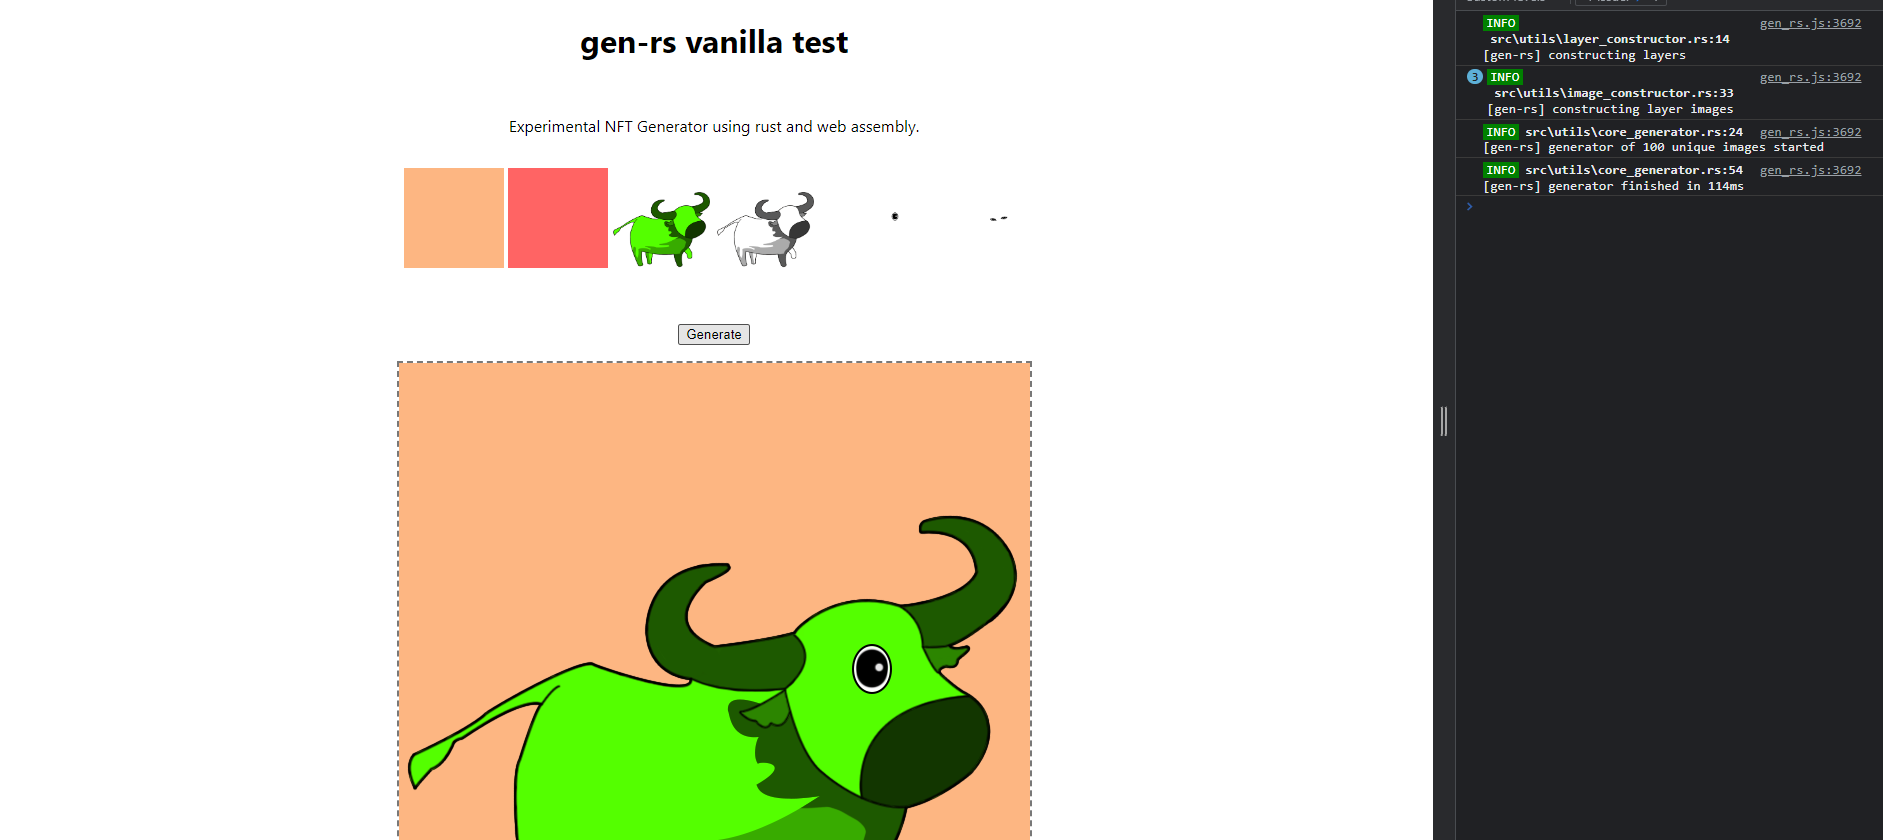 gen-rs vanilla test
Experimental NFT Generator using rust and web assembly.
Generate
INFO gen_rs.js:3692
src\utils\layer_constructor.rs:14
[gen-rs] constructing layers
3 INFO gen_rs.js:3692
src\utils\image_constructor.rs:33
[gen-rs] constructing layer images
INFO src\utils\core_generator.rs:24 gen_rs.js:3692
[gen-rs] generator of 100 unique images started
INFO src\utils\core_generator.rs:54 gen_rs.js:3692
[gen-rs] generator finished in 114ms